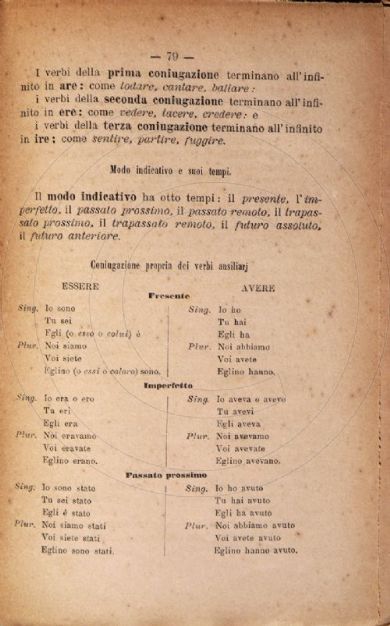 — 79 —
I verbi della prima coniugazione terminano all'infi-
nito in are: come lodare, cantare, ballare:
i verbi della seconda coniugazione terminano all'infi-
nito in ere: come vedere, tacere, credere: e
i verbi della terza coniugazione terminano all'infinito
in ire; come sentire, partire, fuggire.
Modo indicativo e suoi tempi.
Il modo indicativo ha otto tempi: il presente, l'im-
perfetto, il passato prossimo, il passato remoto, il trapas-
sato prossimo, il trapassato remoto, il futuro assoluto,
il futuro anteriore.
Coniugazione propria dei verbi ausiliarj
ESSERE AVERE
Presente
Sing. Io sono Sing. Io ho
Tu sei Tu hai
Egli (o esso o colui) è Egli ha
Plur. Noi siamo Plur. Noi abbiamo
Voi siete Voi avete
Eglino (o essi o coloro) sono. Eglino hanno.
Imperfetto
Sing. Io era o ero Sing. Io aveva o avevo
Tu eri Tu avevi
Egli era Egli aveva
Plur. Noi eravamo Plur. Noi avevamo
Voi eravate Voi avevate
Eglino erano. Eglino avevano.
Passato prossimo
Sing. Io sono stato Sing. Io ho avuto
Tu sei stato Tu hai avuto
Egli è stato Egli ha avuto
Plur. Noi siamo stati Plur. Noi abbiamo avuto
Voi siete stati Voi avete avuto
Eglino sono stati. Eglino hanno avuto.